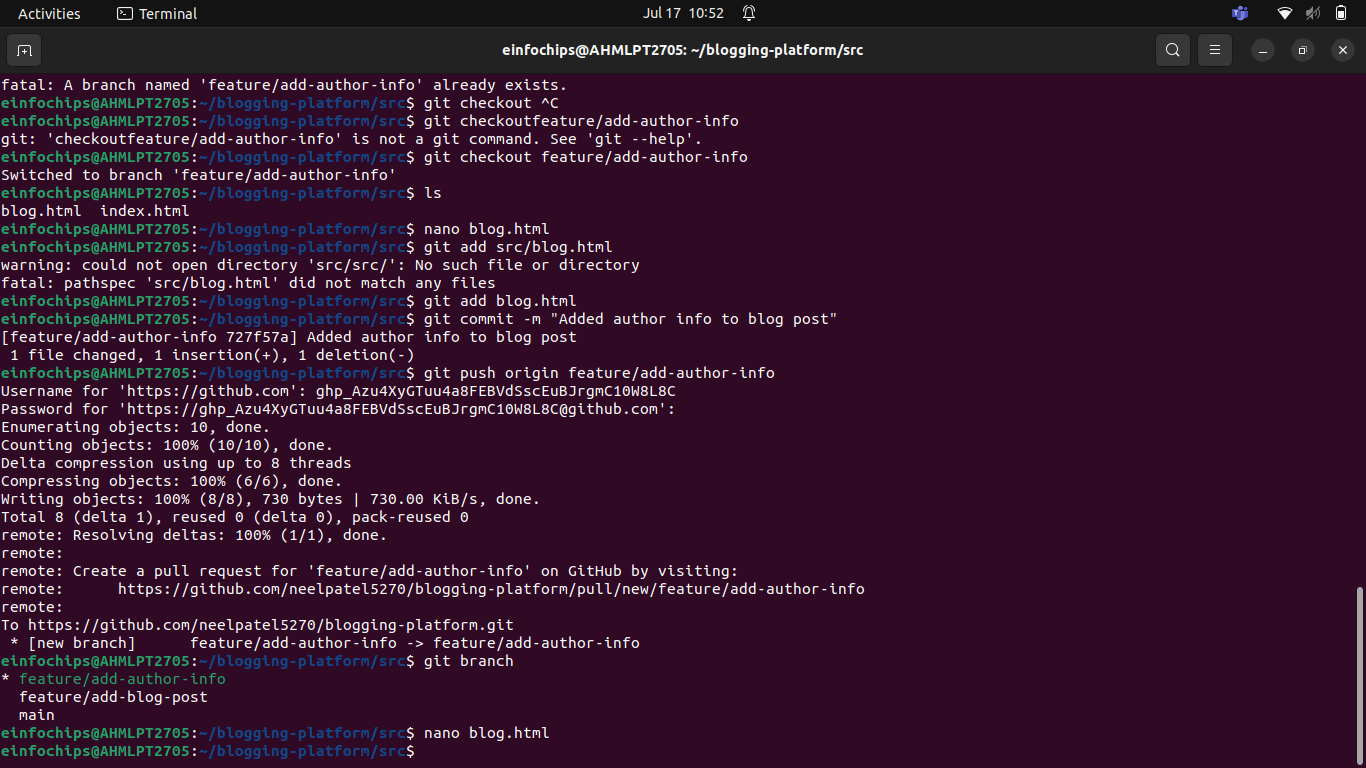 Activities Terminal Jul 17 10:52
einfochips@AHMLPT2705: ~/blogging-platform/src
fatal: A branch named 'feature/add-author-info' already exists.
einfochips@AHMLPT2705:~/blogging-platform/src$ git checkout ^C
einfochips@AHMLPT2705:~/blogging-platform/src$ git checkoutfeature/add-author-info
git: 'checkoutfeature/add-author-info' is not a git command. See 'git --help'.
einfochips@AHMLPT2705:~/blogging-platform/src$ git checkout feature/add-author-info
Switched to branch 'feature/add-author-info'
einfochips@AHMLPT2705:~/blogging-platform/src$ ls
blog.html  index.html
einfochips@AHMLPT2705:~/blogging-platform/src$ nano blog.html
einfochips@AHMLPT2705:~/blogging-platform/src$ git add src/blog.html
warning: could not open directory 'src/src/': No such file or directory
fatal: pathspec 'src/blog.html' did not match any files
einfochips@AHMLPT2705:~/blogging-platform/src$ git add blog.html
einfochips@AHMLPT2705:~/blogging-platform/src$ git commit -m "Added author info to blog post"
[feature/add-author-info 727f57a] Added author info to blog post
 1 file changed, 1 insertion(+), 1 deletion(-)
einfochips@AHMLPT2705:~/blogging-platform/src$ git push origin feature/add-author-info
Username for 'https://github.com': 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
Password for 'https://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@github.com':
Enumerating objects: 10, done.
Counting objects: 100% (10/10), done.
Delta compression using up to 8 threads
Compressing objects: 100% (6/6), done.
Writing objects: 100% (8/8), 730 bytes | 730.00 KiB/s, done.
Total 8 (delta 1), reused 0 (delta 0), pack-reused 0
remote: Resolving deltas: 100% (1/1), done.
remote:
remote: Create a pull request for 'feature/add-author-info' on GitHub by visiting:
remote:      https://github.com/neelpatel5270/blogging-platform/pull/new/feature/add-author-info
remote:
To https://github.com/neelpatel5270/blogging-platform.git
 * [new branch]      feature/add-author-info -> feature/add-author-info
einfochips@AHMLPT2705:~/blogging-platform/src$ git branch
* feature/add-author-info
  feature/add-blog-post
  main
einfochips@AHMLPT2705:~/blogging-platform/src$ nano blog.html
einfochips@AHMLPT2705:~/blogging-platform/src$